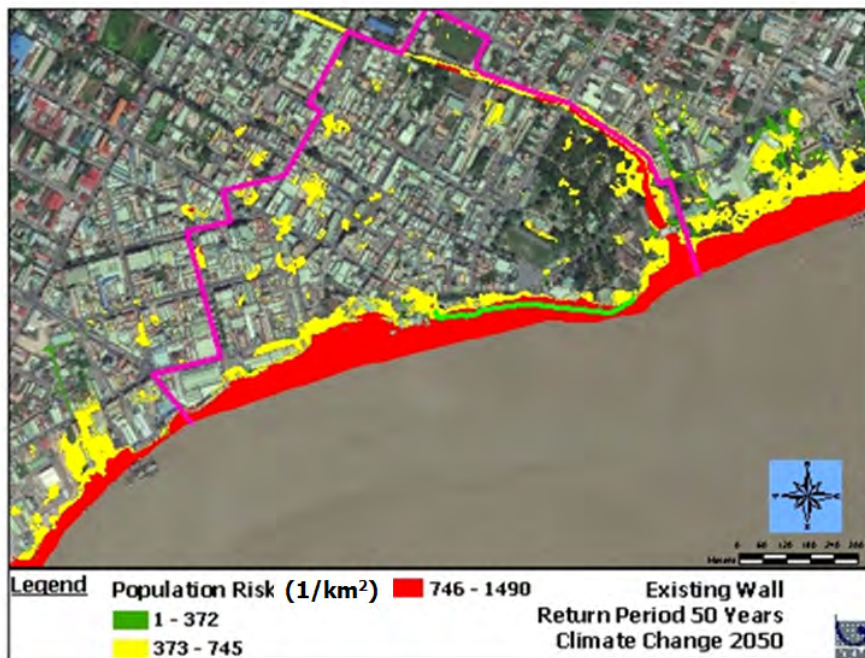 Legend
Population Risk (1/km²)
1 - 372
373 - 745
746 - 1490
Existing Wall
Return Period 50 Years
Climate Change 2050